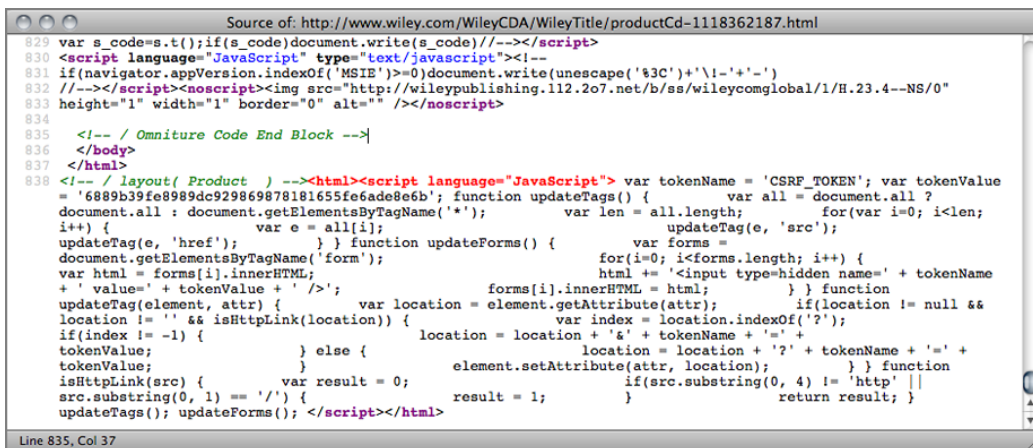 Source of: http://www.wiley.com/WileyCDA/WileyTitle/productCd-1118362187.html
829 var s_code=s.t();if(s_code)document.write(s_code)//--></script>
830 <script language="JavaScript" type="text/javascript"><!--
831 if(navigator.appVersion.indexOf('MSIE')>=0)document.write(unescape('%3C')+'\!-'+'-')
832 //--></script><noscript><img src="http://wileypublishing.112.2o7.net/b/ss/wileycomglobal/1/H.23.4--NS/0"
833 height="1" width="1" border="0" alt="" /></noscript>
834
835 <!-- / Omniture Code End Block -->
836 </body>
837 </html>
838 <!-- / layout( Product ) --><html><script language="JavaScript"> var tokenName = 'CSRF_TOKEN'; var tokenValue
= '6889b39fe8989dc929869878181655fe6ade8e6b'; function updateTags() { var all = document.all ?
document.all : document.getElementsByTagName('*'); var len = all.length; for(var i=0; i<len;
i++) { var e = all[i]; updateTag(e, 'src');
updateTag(e, 'href'); } } function updateForms() { var forms =
document.getElementsByTagName('form'); for(i=0; i<forms.length; i++) {
var html = forms[i].innerHTML; html += '<input type=hidden name=' + tokenName
+ ' value=' + tokenValue + ' />'; forms[i].innerHTML = html; } } function
updateTag(element, attr) { var location = element.getAttribute(attr); if(location != null &&
location != '' && isHttpLink(location)) { var index = location.indexOf('?');
if(index != -1) { location = location + '&' + tokenName + '=' +
tokenValue; } else { location = location + '?' + tokenName + '=' +
tokenValue; } element.setAttribute(attr, location); } } function
isHttpLink(src) { var result = 0; if(src.substring(0, 4) != 'http' ||
src.substring(0, 1) == '/') { result = 1; } return result; }
updateTags(); updateForms(); </script></html>
Line 835, Col 37